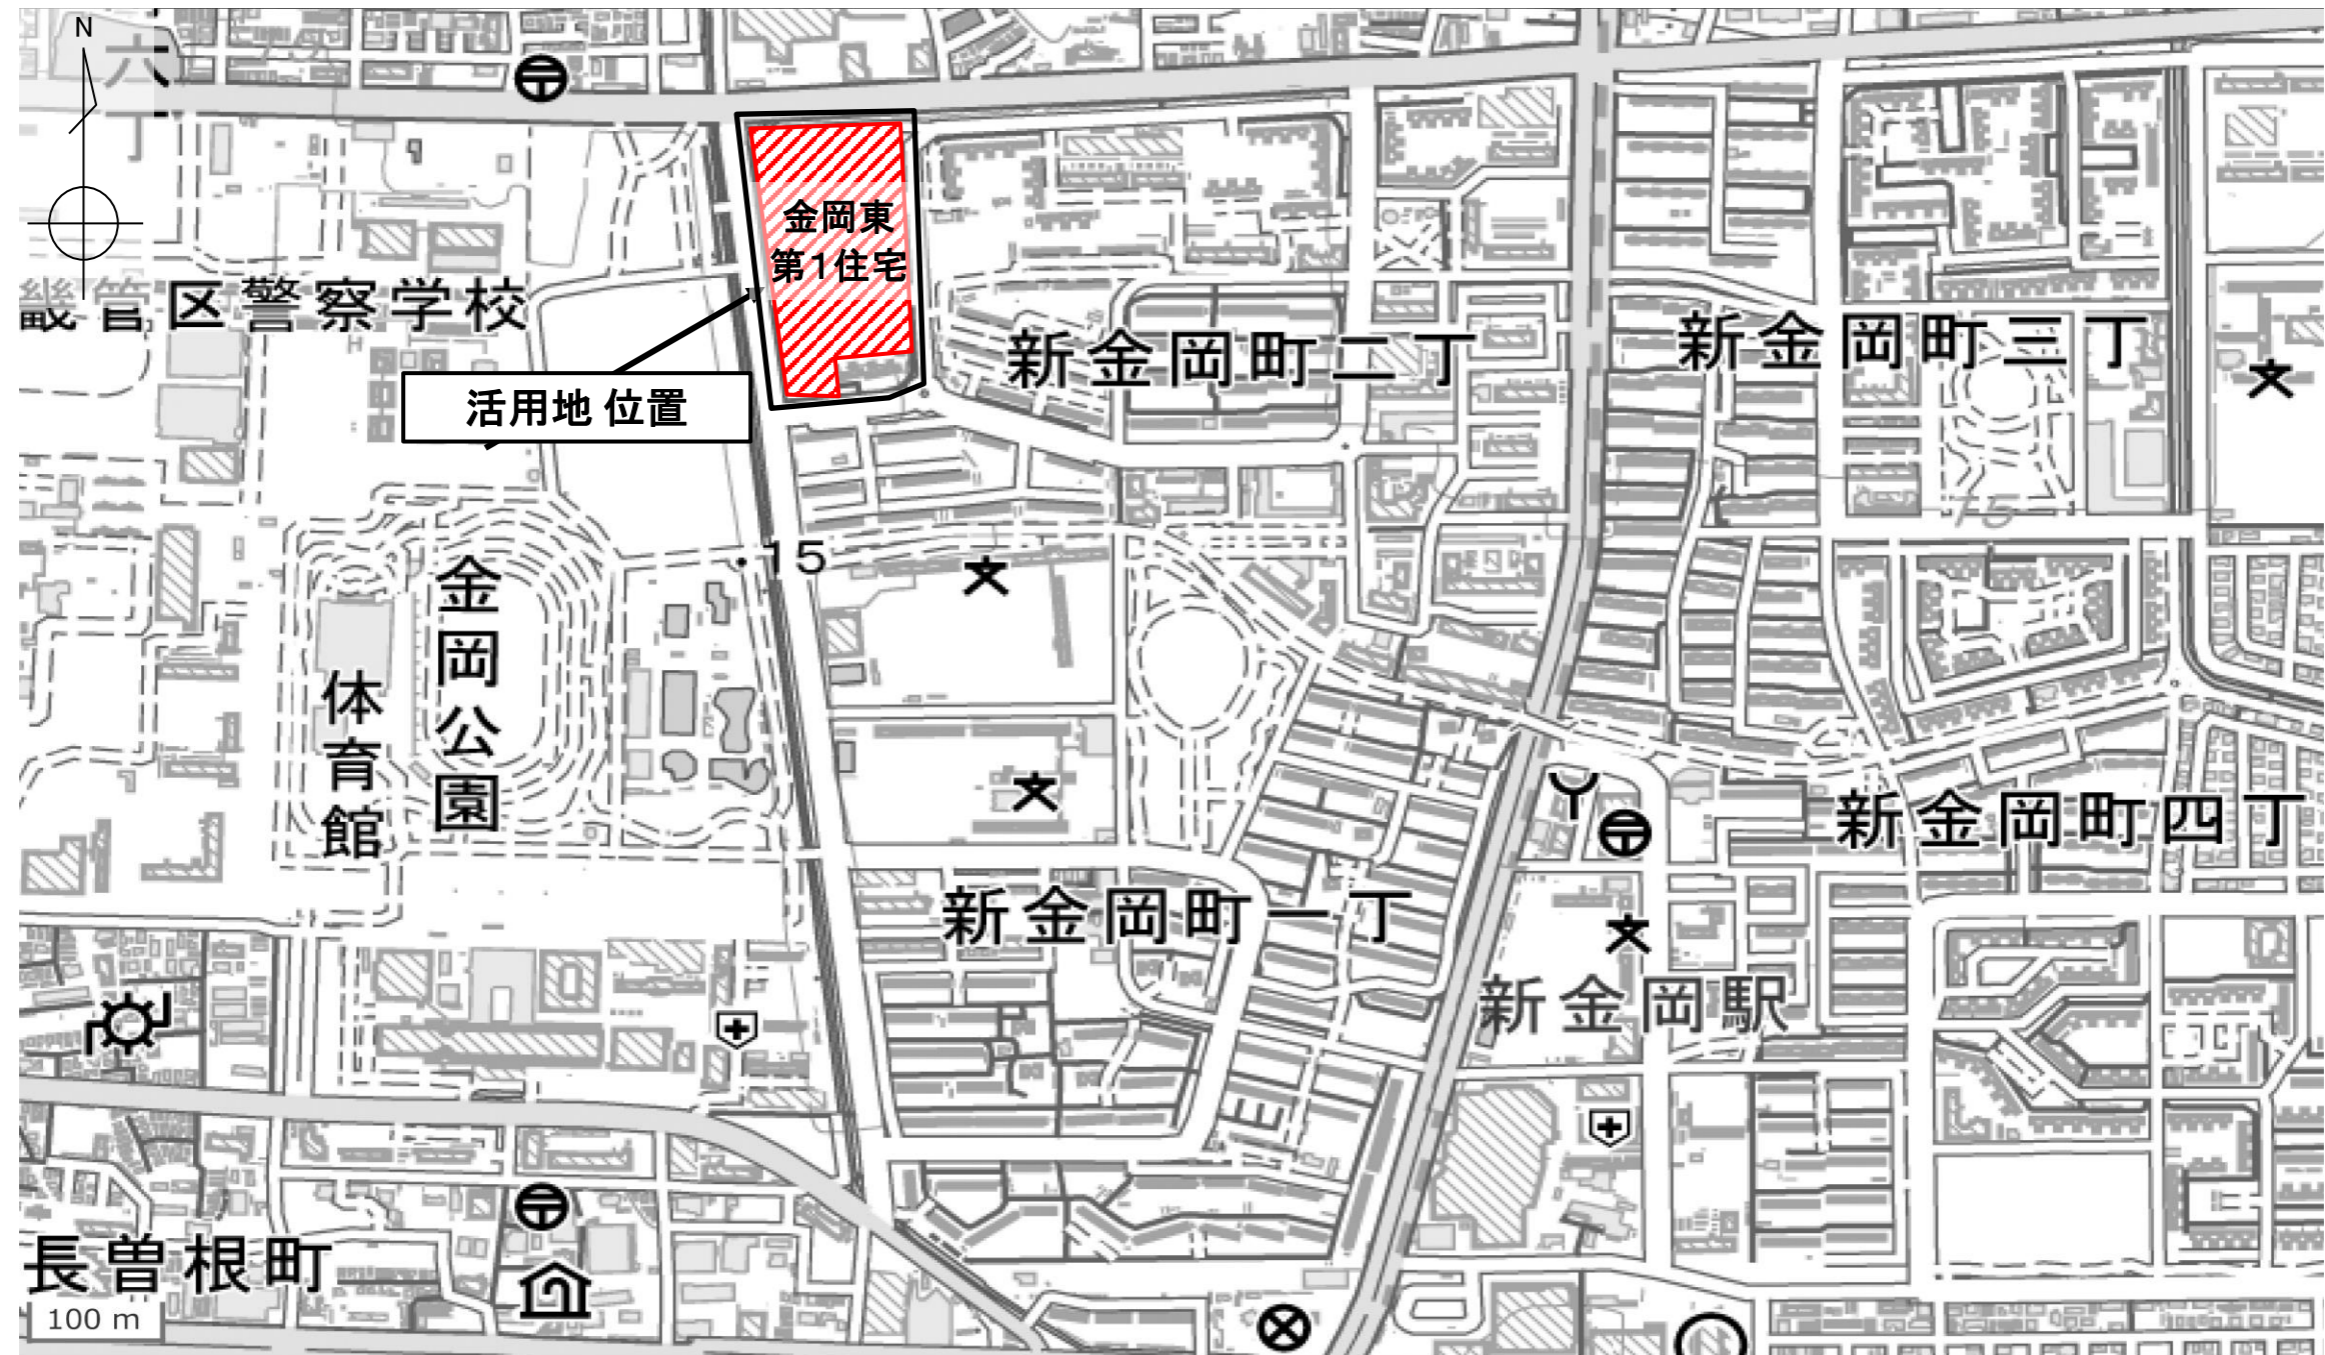 N
六
丁
金岡東
第1住宅
畿管区警察学校
活用地 位置
新金岡町二丁
新金岡町三丁
15
15
金岡公園
体育館
新金岡町四丁
新金岡町一丁
新金岡駅
長曽根町
100 m